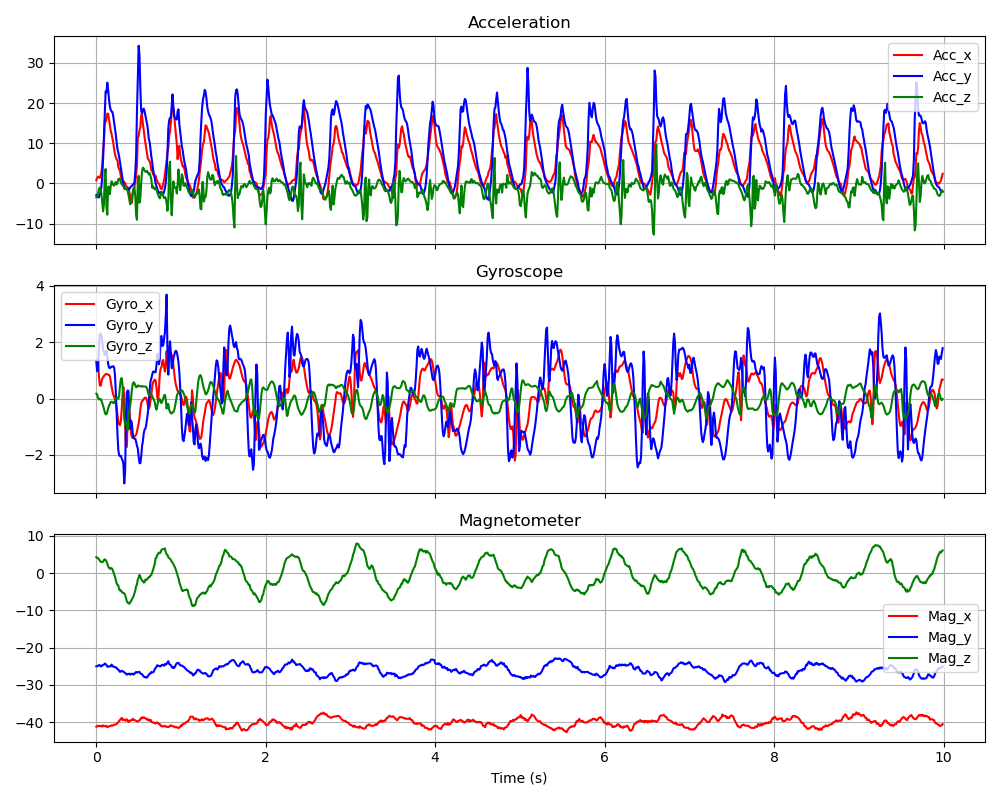 Acceleration
30
20
10
0
−10
Acc_x
Acc_y
Acc_z
Gyroscope
4
2
0
−2
Gyro_x
Gyro_y
Gyro_z
Magnetometer
10
0
−10
−20
−30
−40
Mag_x
Mag_y
Mag_z
0 2 4 6 8 10
Time (s)